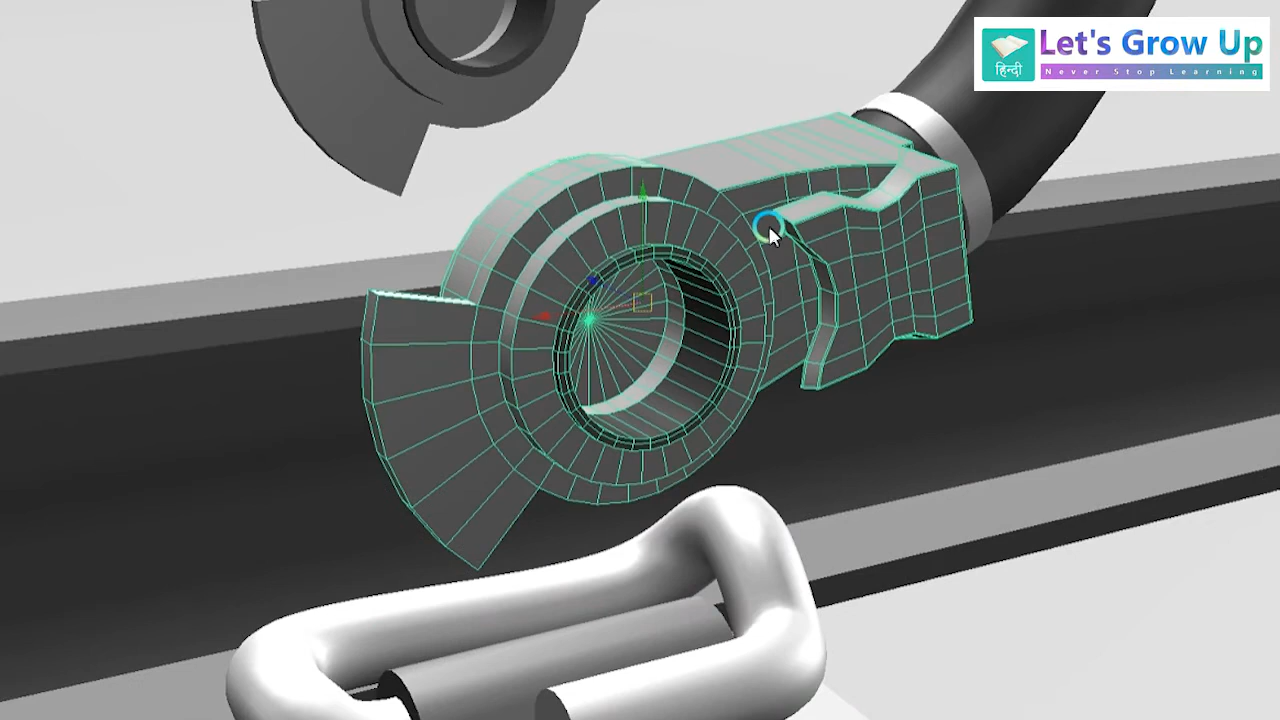 Let's Grow Up
हिन्दी
Never Stop Learning